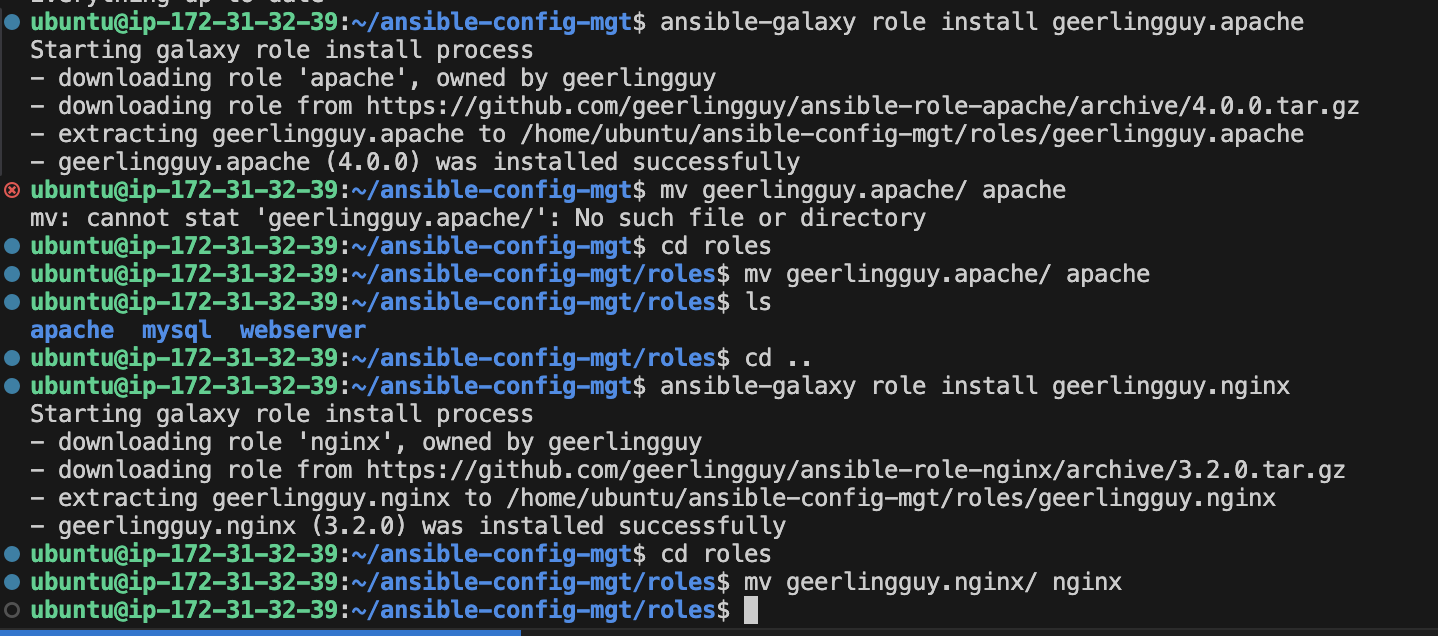 ubuntu@ip-172-31-32-39:~/ansible-config-mgt$ ansible-galaxy role install geerlingguy.apache
Starting galaxy role install process
- downloading role 'apache', owned by geerlingguy
- downloading role from https://github.com/geerlingguy/ansible-role-apache/archive/4.0.0.tar.gz
- extracting geerlingguy.apache to /home/ubuntu/ansible-config-mgt/roles/geerlingguy.apache
- geerlingguy.apache (4.0.0) was installed successfully
ubuntu@ip-172-31-32-39:~/ansible-config-mgt$ mv geerlingguy.apache/ apache
mv: cannot stat 'geerlingguy.apache/': No such file or directory
ubuntu@ip-172-31-32-39:~/ansible-config-mgt$ cd roles
ubuntu@ip-172-31-32-39:~/ansible-config-mgt/roles$ mv geerlingguy.apache/ apache
ubuntu@ip-172-31-32-39:~/ansible-config-mgt/roles$ ls
apache  mysql  webserver
ubuntu@ip-172-31-32-39:~/ansible-config-mgt/roles$ cd ..
ubuntu@ip-172-31-32-39:~/ansible-config-mgt$ ansible-galaxy role install geerlingguy.nginx
Starting galaxy role install process
- downloading role 'nginx', owned by geerlingguy
- downloading role from https://github.com/geerlingguy/ansible-role-nginx/archive/3.2.0.tar.gz
- extracting geerlingguy.nginx to /home/ubuntu/ansible-config-mgt/roles/geerlingguy.nginx
- geerlingguy.nginx (3.2.0) was installed successfully
ubuntu@ip-172-31-32-39:~/ansible-config-mgt$ cd roles
ubuntu@ip-172-31-32-39:~/ansible-config-mgt/roles$ mv geerlingguy.nginx/ nginx
ubuntu@ip-172-31-32-39:~/ansible-config-mgt/roles$